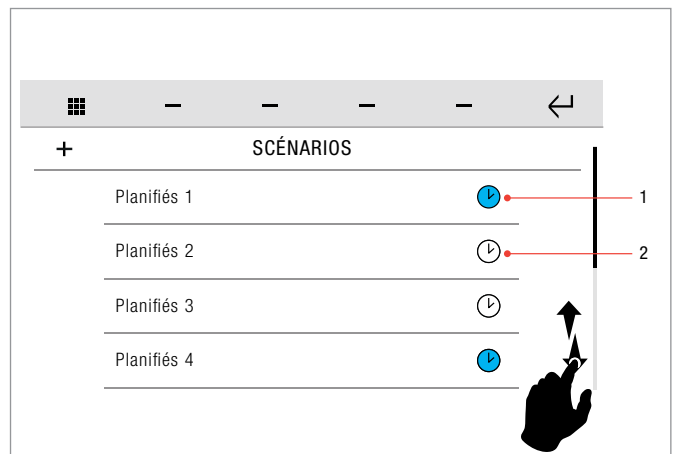 + SCÉNARIOS
Planifiés 1 1
Planifiés 2 2
Planifiés 3
Planifiés 4